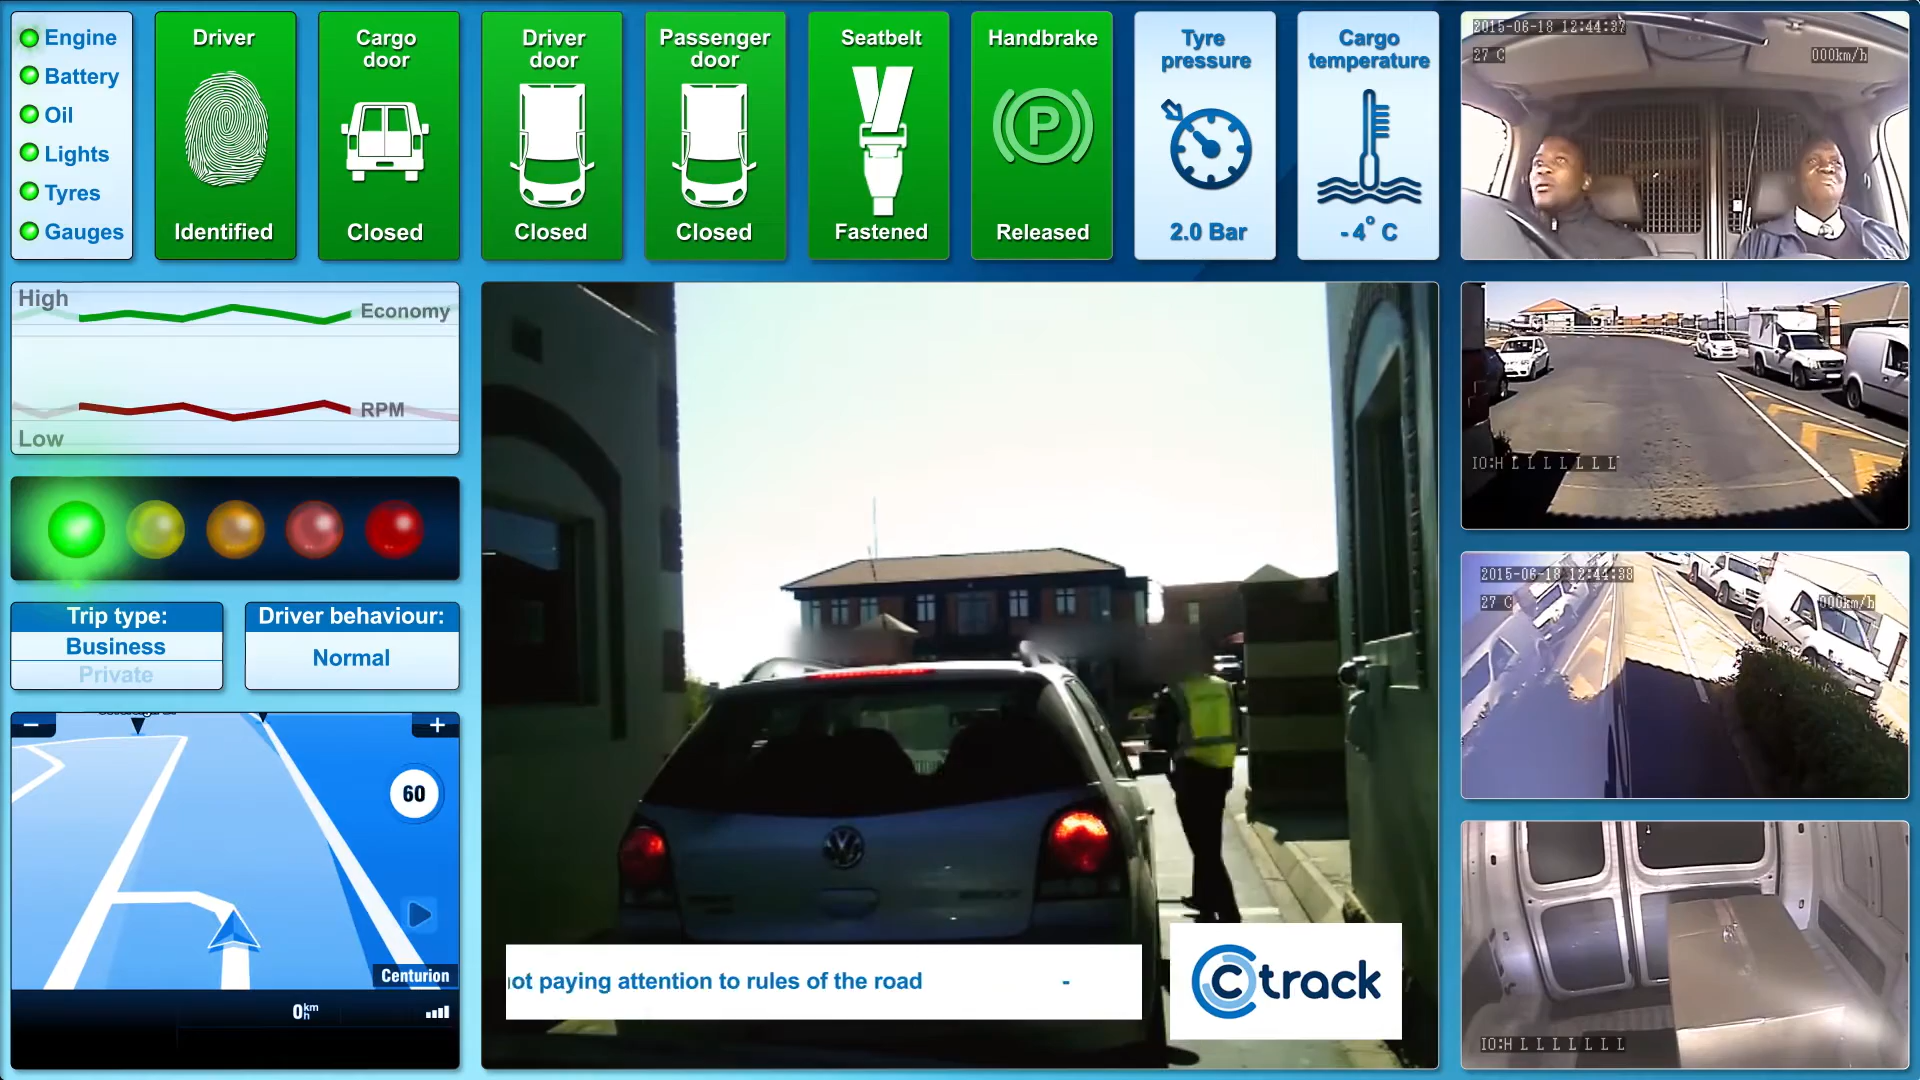 Engine
Battery
Oil
Lights
Tyres
Gauges
Driver
Identified
Cargo
door
Closed
Driver
door
Closed
Passenger
door
Closed
Seatbelt
Fastened
Handbrake
P
Released
Tyre
pressure
2.0 Bar
Cargo
temperature
-4° C
2015-06-18 12:44:37
27 C
000km/h
High
Economy
RPM
Low
IO:H L L L L L L L
Trip type:
Business
Private
Driver behaviour:
Normal
2015-06-18 12:44:38
27 C
000km/h
- +
60
Centurion
0 km/h
not paying attention to rules of the road -
Ctrack
IO:H L L L L L L L